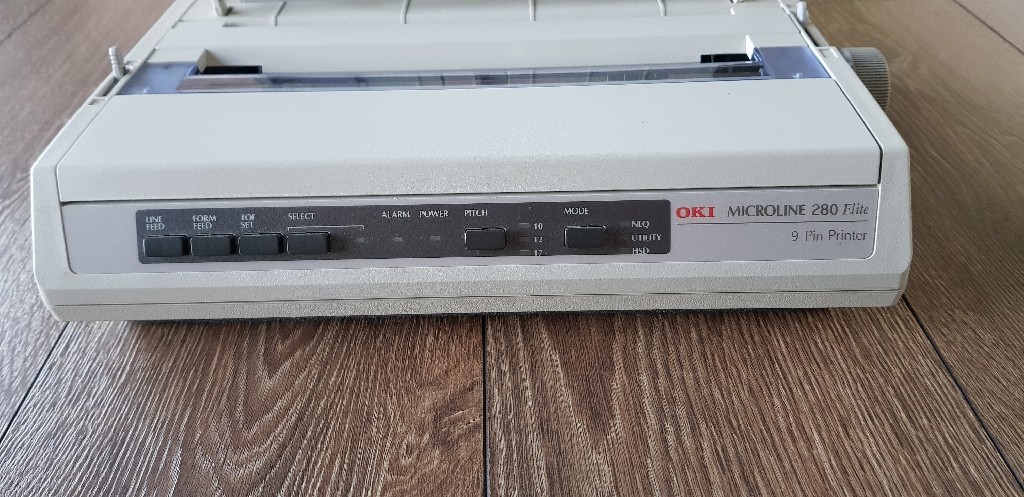 LINE
FEED
FORM
FEED
TOF
SET
SELECT
ALARM POWER
PITCH
10
12
17
MODE
NLQ
UTILITY
HSD
OKI MICROLINE 280 Elite
9 Pin Printer